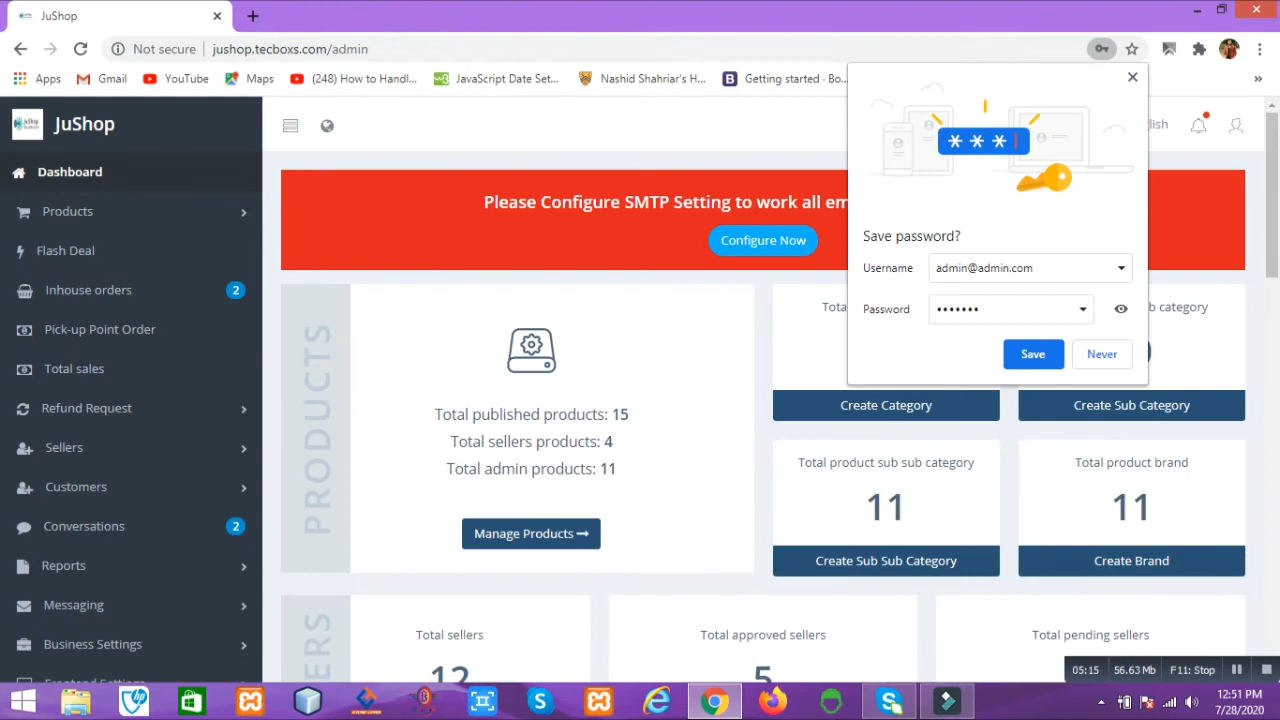 JuShop
Not secure
jushop.tecboxs.com/admin
Apps
Gmail
YouTube
Maps
(248) How to Handl...
JavaScript Date Set...
Nashid Shahriar's H...
Getting started - Bo...
»
JuShop
lish
Dashboard
Products
Flash Deal
Inhouse orders 2
Pick-up Point Order
Total sales
Refund Request
Sellers
Customers
Conversations 2
Reports
Messaging
Business Settings
Please Configure SMTP Setting to work all em
Configure Now
Save password?
Username admin@admin.com
Password •••••••
Save Never
PRODUCTS
Total published products: 15
Total sellers products: 4
Total admin products: 11
Manage Products
Tota
b category
Create Category
Create Sub Category
Total product sub sub category
11
Create Sub Sub Category
Total product brand
11
Create Brand
ERS
Total sellers
12
Total approved sellers
5
Total pending sellers
05:15 56.63 Mb F11: Stop
12:51 PM
7/28/2020